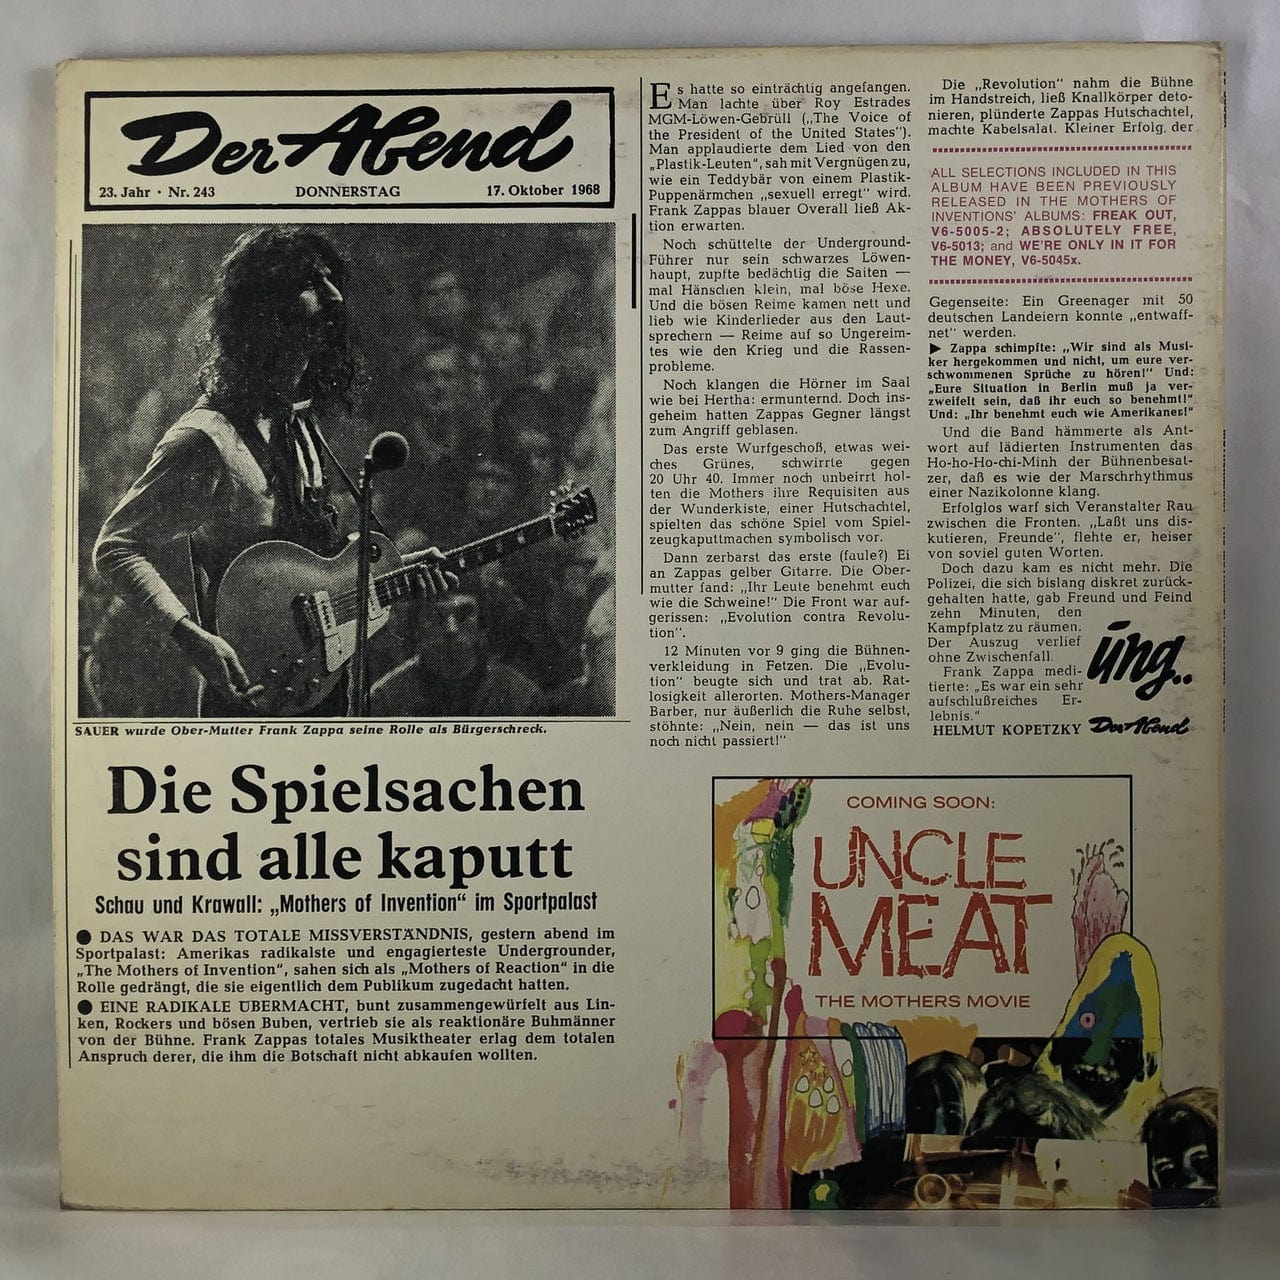 Der Abend
23. Jahr · Nr. 243 DONNERSTAG 17. Oktober 1968
SAUER wurde Ober-Mutter Frank Zappa seine Rolle als Bürgerschreck.
Die Spielsachen
sind alle kaputt
Schau und Krawall: „Mothers of Invention“ im Sportpalast
● DAS WAR DAS TOTALE MISSVERSTÄNDNIS, gestern abend im
Sportpalast: Amerikas radikalste und engagierteste Undergrounder,
„The Mothers of Invention“, sahen sich als „Mothers of Reaction“ in die
Rolle gedrängt, die sie eigentlich dem Publikum zugedacht hatten.
● EINE RADIKALE ÜBERMACHT, bunt zusammengewürfelt aus Lin-
ken, Rockers und bösen Buben, vertrieb sie als reaktionäre Buhmänner
von der Bühne. Frank Zappas totales Musiktheater erlag dem totalen
Anspruch derer, die ihm die Botschaft nicht abkaufen wollten.
Es hatte so einträchtig angefangen.
Man lachte über Roy Estrades
MGM-Löwen-Gebrüll („The Voice of
the President of the United States“).
Man applaudierte dem Lied von den
„Plastik-Leuten“, sah mit Vergnügen zu,
wie ein Teddybär von einem Plastik-
Puppenärmchen „sexuell erregt“ wird.
Frank Zappas blauer Overall ließ Ak-
tion erwarten.
Noch schüttelte der Underground-
Führer nur sein schwarzes Löwen-
haupt, zupfte bedächtig die Saiten —
mal Hänschen klein, mal böse Hexe.
Und die bösen Reime kamen nett und
lieb wie Kinderlieder aus den Laut-
sprechern — Reime auf so Ungereim-
tes wie den Krieg und die Rassen-
probleme.
Noch klangen die Hörner im Saal
wie bei Hertha: ermunternd. Doch ins-
geheim hatten Zappas Gegner längst
zum Angriff geblasen.
Das erste Wurfgeschoß, etwas wei-
ches Grünes, schwirrte gegen
20 Uhr 40. Immer noch unbeirrt hol-
ten die Mothers ihre Requisiten aus
der Wunderkiste, einer Hutschachtel,
spielten das schöne Spiel vom Spiel-
zeugkaputtmachen symbolisch vor.
Dann zerbarst das erste (faule?) Ei
an Zappas gelber Gitarre. Die Ober-
mutter fand: „Ihr Leute benehmt euch
wie die Schweine!“ Die Front war auf-
gerissen: „Evolution contra Revolu-
tion“.
12 Minuten vor 9 ging die Bühnen-
verkleidung in Fetzen. Die „Evolu-
tion“ beugte sich und trat ab. Rat-
losigkeit allerorten. Mothers-Manager
Barber, nur äußerlich die Ruhe selbst,
stöhnte: „Nein, nein — das ist uns
noch nicht passiert!“
Die „Revolution“ nahm die Bühne
im Handstreich, ließ Knallkörper deto-
nieren, plünderte Zappas Hutschachtel,
machte Kabelsalat. Kleiner Erfolg der
ALL SELECTIONS INCLUDED IN THIS
ALBUM HAVE BEEN PREVIOUSLY
RELEASED IN THE MOTHERS OF
INVENTIONS' ALBUMS: FREAK OUT,
V6-5005-2; ABSOLUTELY FREE,
V6-5013; and WE'RE ONLY IN IT FOR
THE MONEY, V6-5045x.
Gegenseite: Ein Greenager mit 50
deutschen Landeiern konnte „entwaff-
net“ werden.
▶ Zappa schimpfte: „Wir sind als Musi-
ker hergekommen und nicht, um eure ver-
schwommenen Sprüche zu hören!“ Und:
„Eure Situation in Berlin muß ja ver-
zweifelt sein, daß ihr euch so benehmt!“
Und: „Ihr benehmt euch wie Amerikaner!“
Und die Band hämmerte als Ant-
wort auf lädierten Instrumenten das
Ho-ho-Ho-chi-Minh der Bühnenbesat-
zer, daß es wie der Marschrhythmus
einer Nazikolonne klang.
Erfolglos warf sich Veranstalter Rau
zwischen die Fronten. „Laßt uns dis-
kutieren, Freunde“, flehte er, heiser
von soviel guten Worten.
Doch dazu kam es nicht mehr. Die
Polizei, die sich bislang diskret zurück-
gehalten hatte, gab Freund und Feind
zehn Minuten, den
Kampfplatz zu räumen.
Der Auszug verlief
ohne Zwischenfall.
Frank Zappa medi-
tierte: „Es war ein sehr
aufschlußreiches Er-
lebnis.“
HELMUT KOPETZKY
üng..
Der Abend
COMING SOON:
UNCLE
MEAT
THE MOTHERS MOVIE